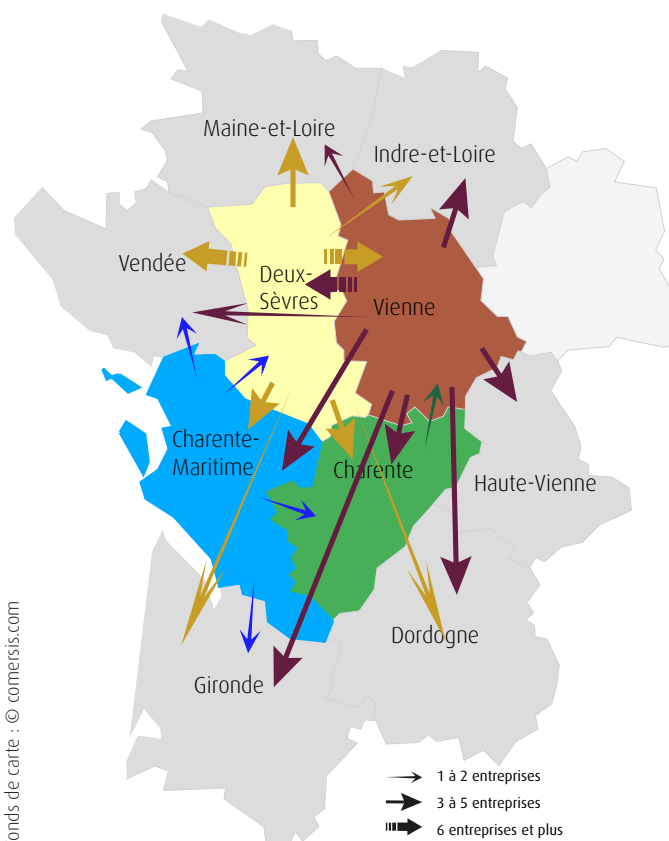 Maine-et-Loire
Indre-et-Loire
Vendée
Deux-
Sèvres
Vienne
Charente-
Maritime
Charente
Haute-Vienne
Dordogne
Gironde
1 à 2 entreprises
3 à 5 entreprises
6 entreprises et plus
onds de carte : © comersis.com